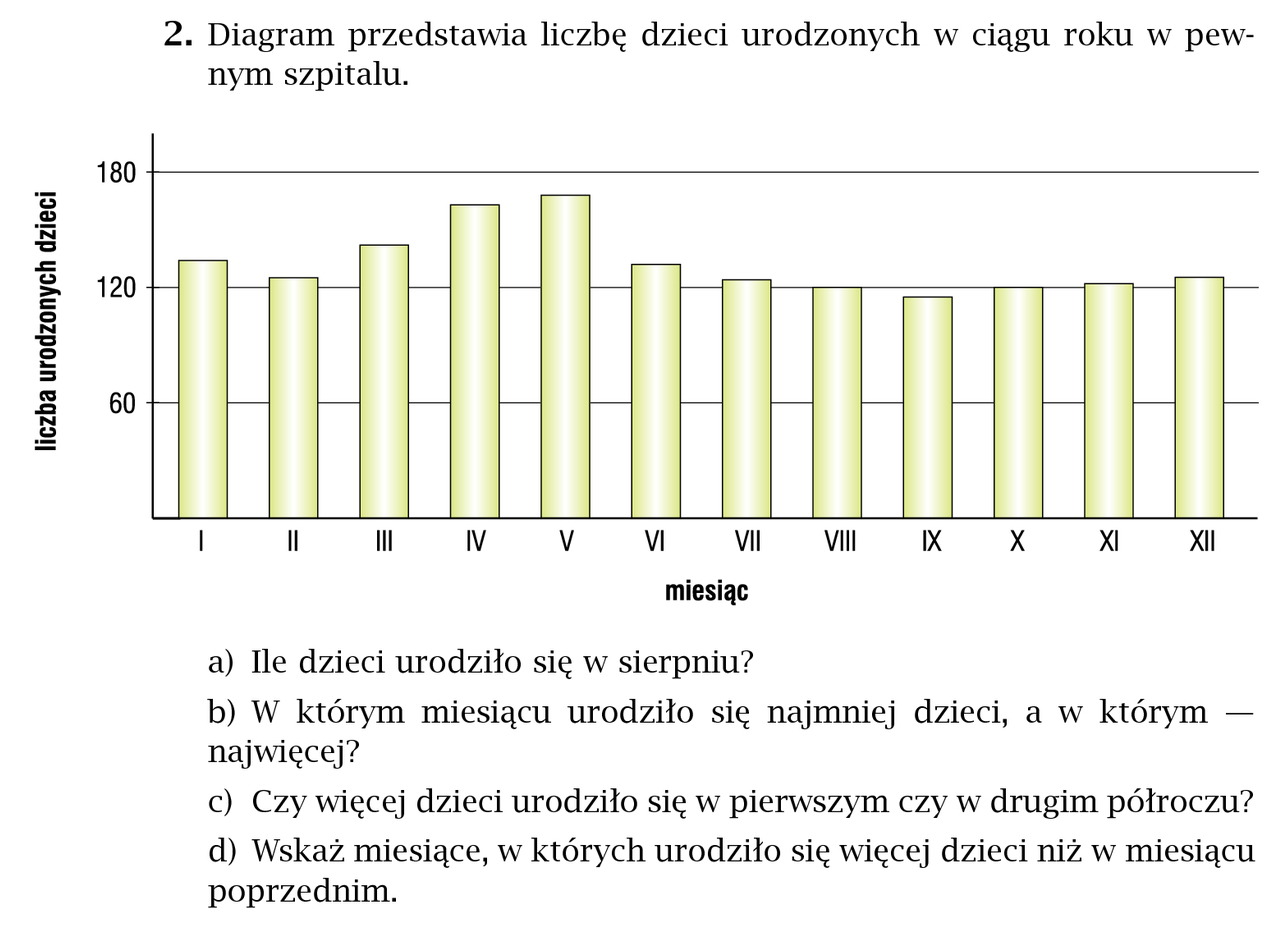 2. Diagram przedstawia liczbę dzieci urodzonych w ciągu roku w pew-
nym szpitalu.
liczba urodzonych dzieci
180
120
60
I II III IV V VI VII VIII IX X XI XII
miesiąc
a) Ile dzieci urodziło się w sierpniu?
b) W którym miesiącu urodziło się najmniej dzieci, a w którym —
najwięcej?
c) Czy więcej dzieci urodziło się w pierwszym czy w drugim półroczu?
d) Wskaż miesiące, w których urodziło się więcej dzieci niż w miesiącu
poprzednim.